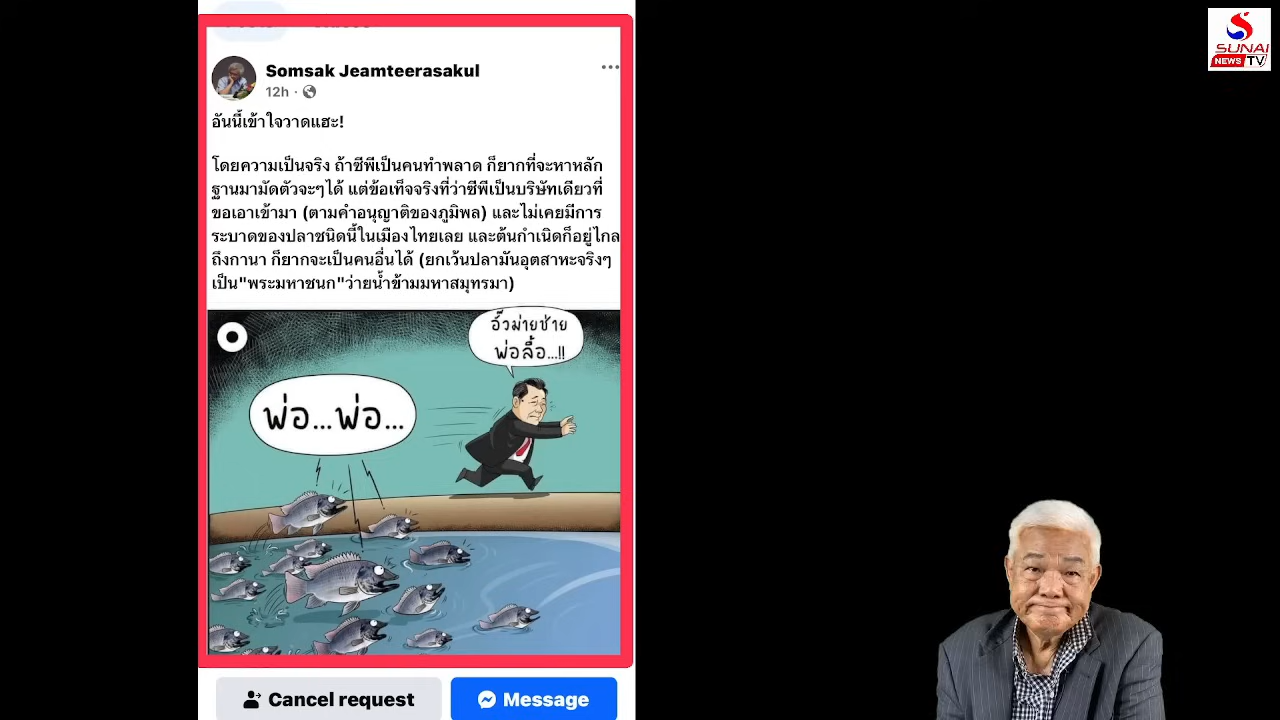 Somsak Jeamteerasakul
12h
อันนี้เข้าใจวาดแฮะ!
โดยความเป็นจริง ถ้าซีพีเป็นคนทำพลาด ก็ยากที่จะหาหลัก
ฐานมามัดตัวจะๆได้ แต่ข้อเท็จจริงที่ว่าซีพีเป็นบริษัทเดียวที่
ขอเอาเข้ามา (ตามคำอนุญาติของภูมิพล) และไม่เคยมีการ
ระบาดของปลาชนิดนี้ในเมืองไทยเลย และต้นกำเนิดก็อยู่ไกล
ถึงกานา ก็ยากจะเป็นคนอื่นได้ (ยกเว้นปลามันอุตสาหะจริงๆ
เป็น"พระมหาชนก"ว่ายน้ำข้ามมหาสมุทรมา)
อั๊วม่ายช้าย
พ่อลื้อ...!!
พ่อ...พ่อ...
Cancel request
Message
SUNAI
NEWS TV